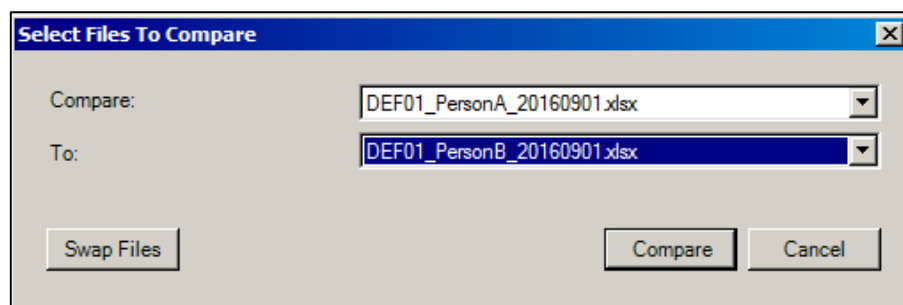 Select Files To Compare
Compare: DEF01_PersonA_20160901.xlsx
To: DEF01_PersonB_20160901.xlsx
Swap Files Compare Cancel